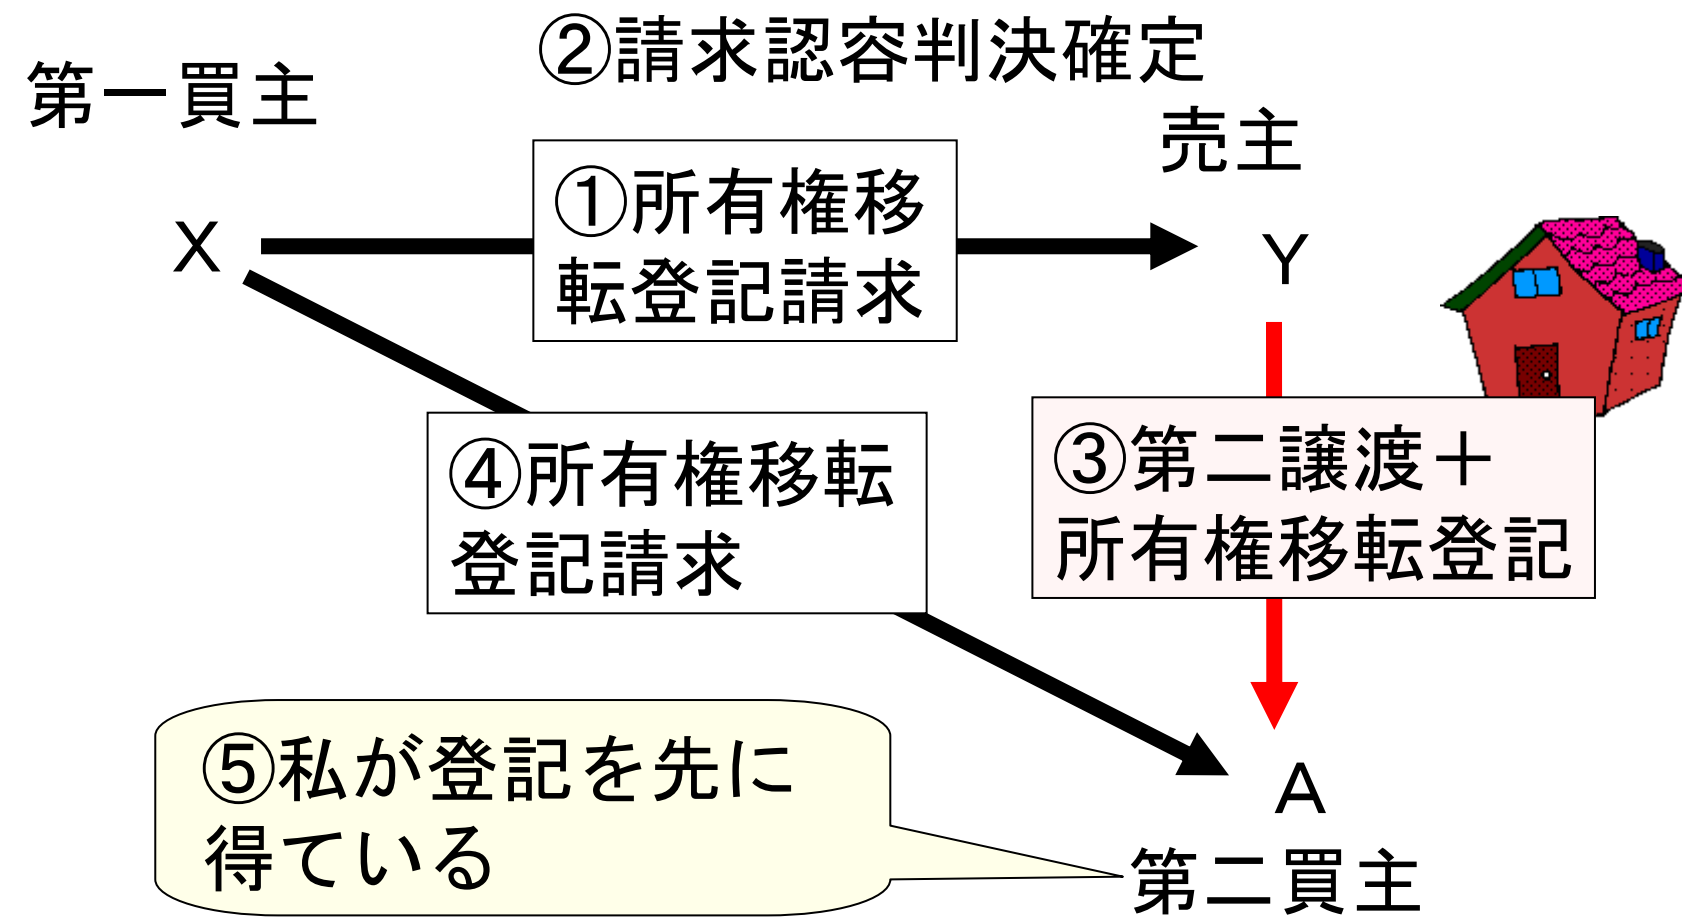 ②請求認容判決確定
第一買主
売主
①所有権移
転登記請求
X
Y
④所有権移転
登記請求
③第二譲渡＋
所有権移転登記
⑤私が登記を先に
得ている
A
第二買主